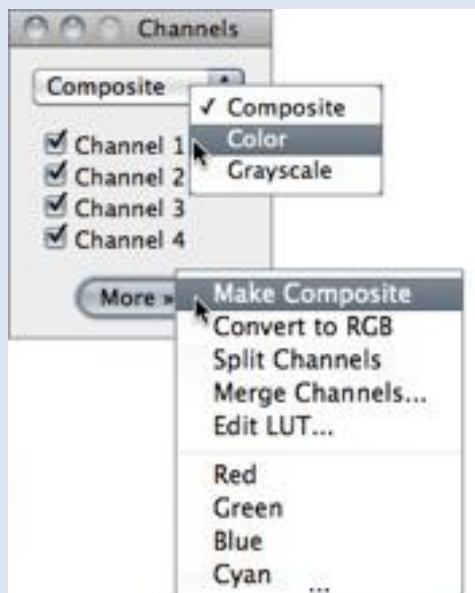 Channels
Composite
✓ Composite
Color
Grayscale
Channel 1
Channel 2
Channel 3
Channel 4
More »
Make Composite
Convert to RGB
Split Channels
Merge Channels...
Edit LUT...
Red
Green
Blue
Cyan
...